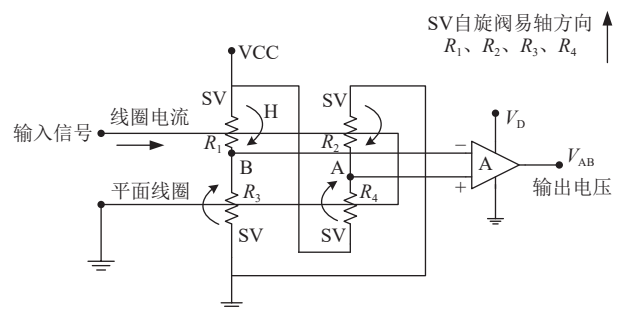 SV自旋阀易轴方向
R₁、R₂、R₃、R₄
VCC
SV
SV
H
线圈电流
输入信号
R₁
R₂
V_D
B
A
A
−
+
V_AB
输出电压
平面线圈
R₃
R₄
SV
SV